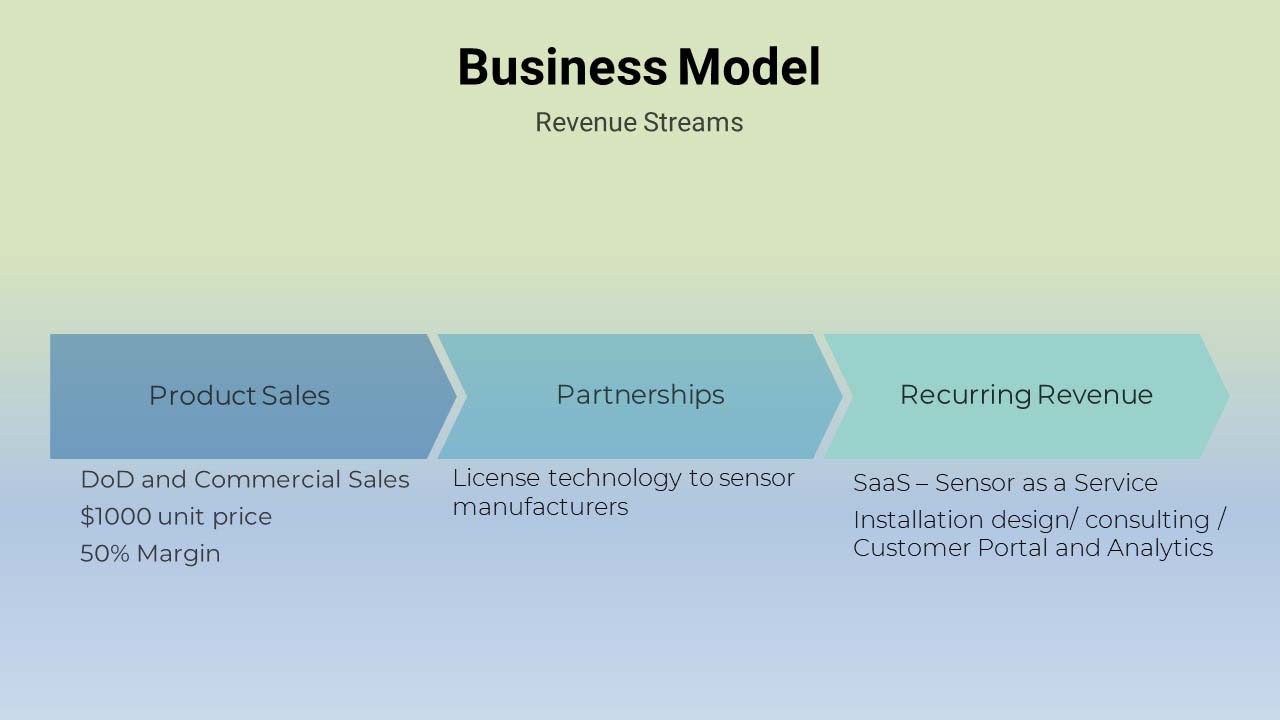 Business Model
Revenue Streams
Product Sales
Partnerships
Recurring Revenue
DoD and Commercial Sales
$1000 unit price
50% Margin
License technology to sensor
manufacturers
SaaS – Sensor as a Service
Installation design/ consulting /
Customer Portal and Analytics